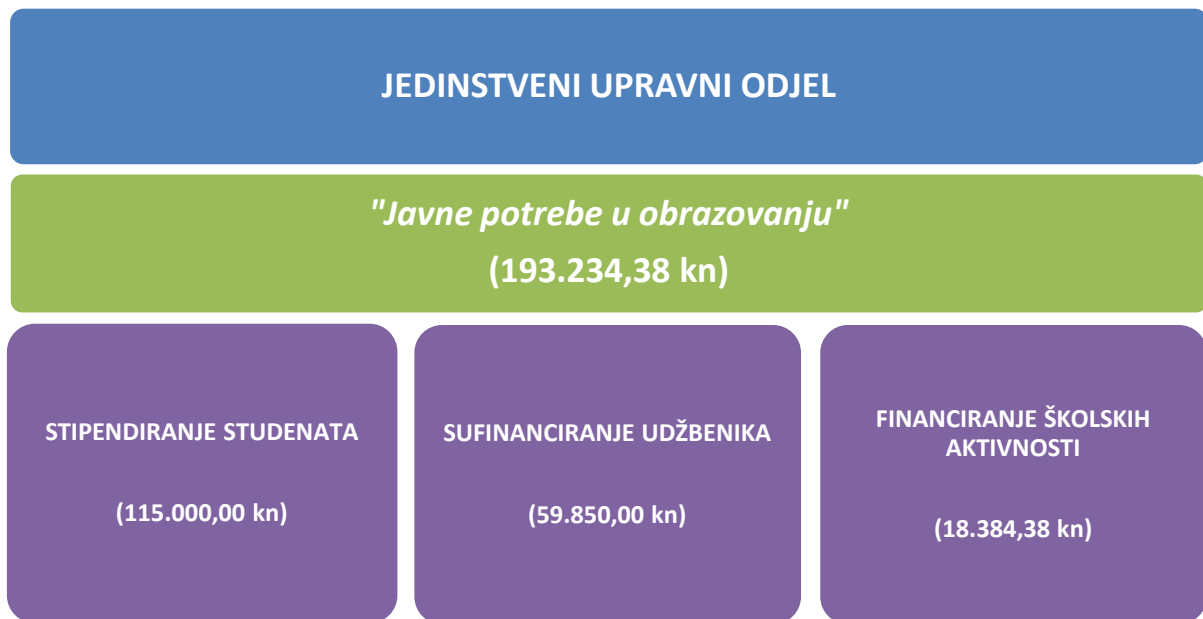 JEDINSTVENI UPRAVNI ODJEL
"Javne potrebe u obrazovanju"
(193.234,38 kn)
STIPENDIRANJE STUDENATA
(115.000,00 kn)
SUFINANCIRANJE UDŽBENIKA
(59.850,00 kn)
FINANCIRANJE ŠKOLSKIH
AKTIVNOSTI
(18.384,38 kn)